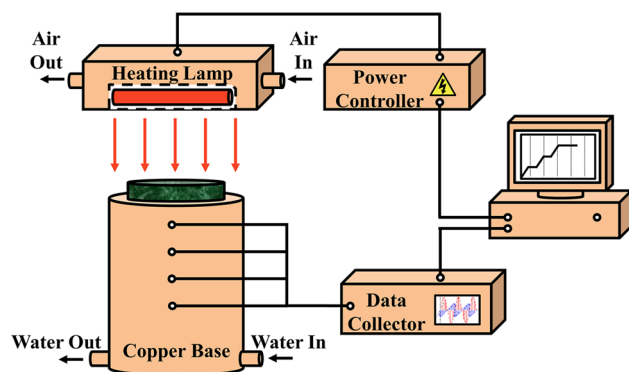 Air
Out
Air
In
Heating Lamp
Power
Controller
Data
Collector
Water Out
Copper Base
Water In